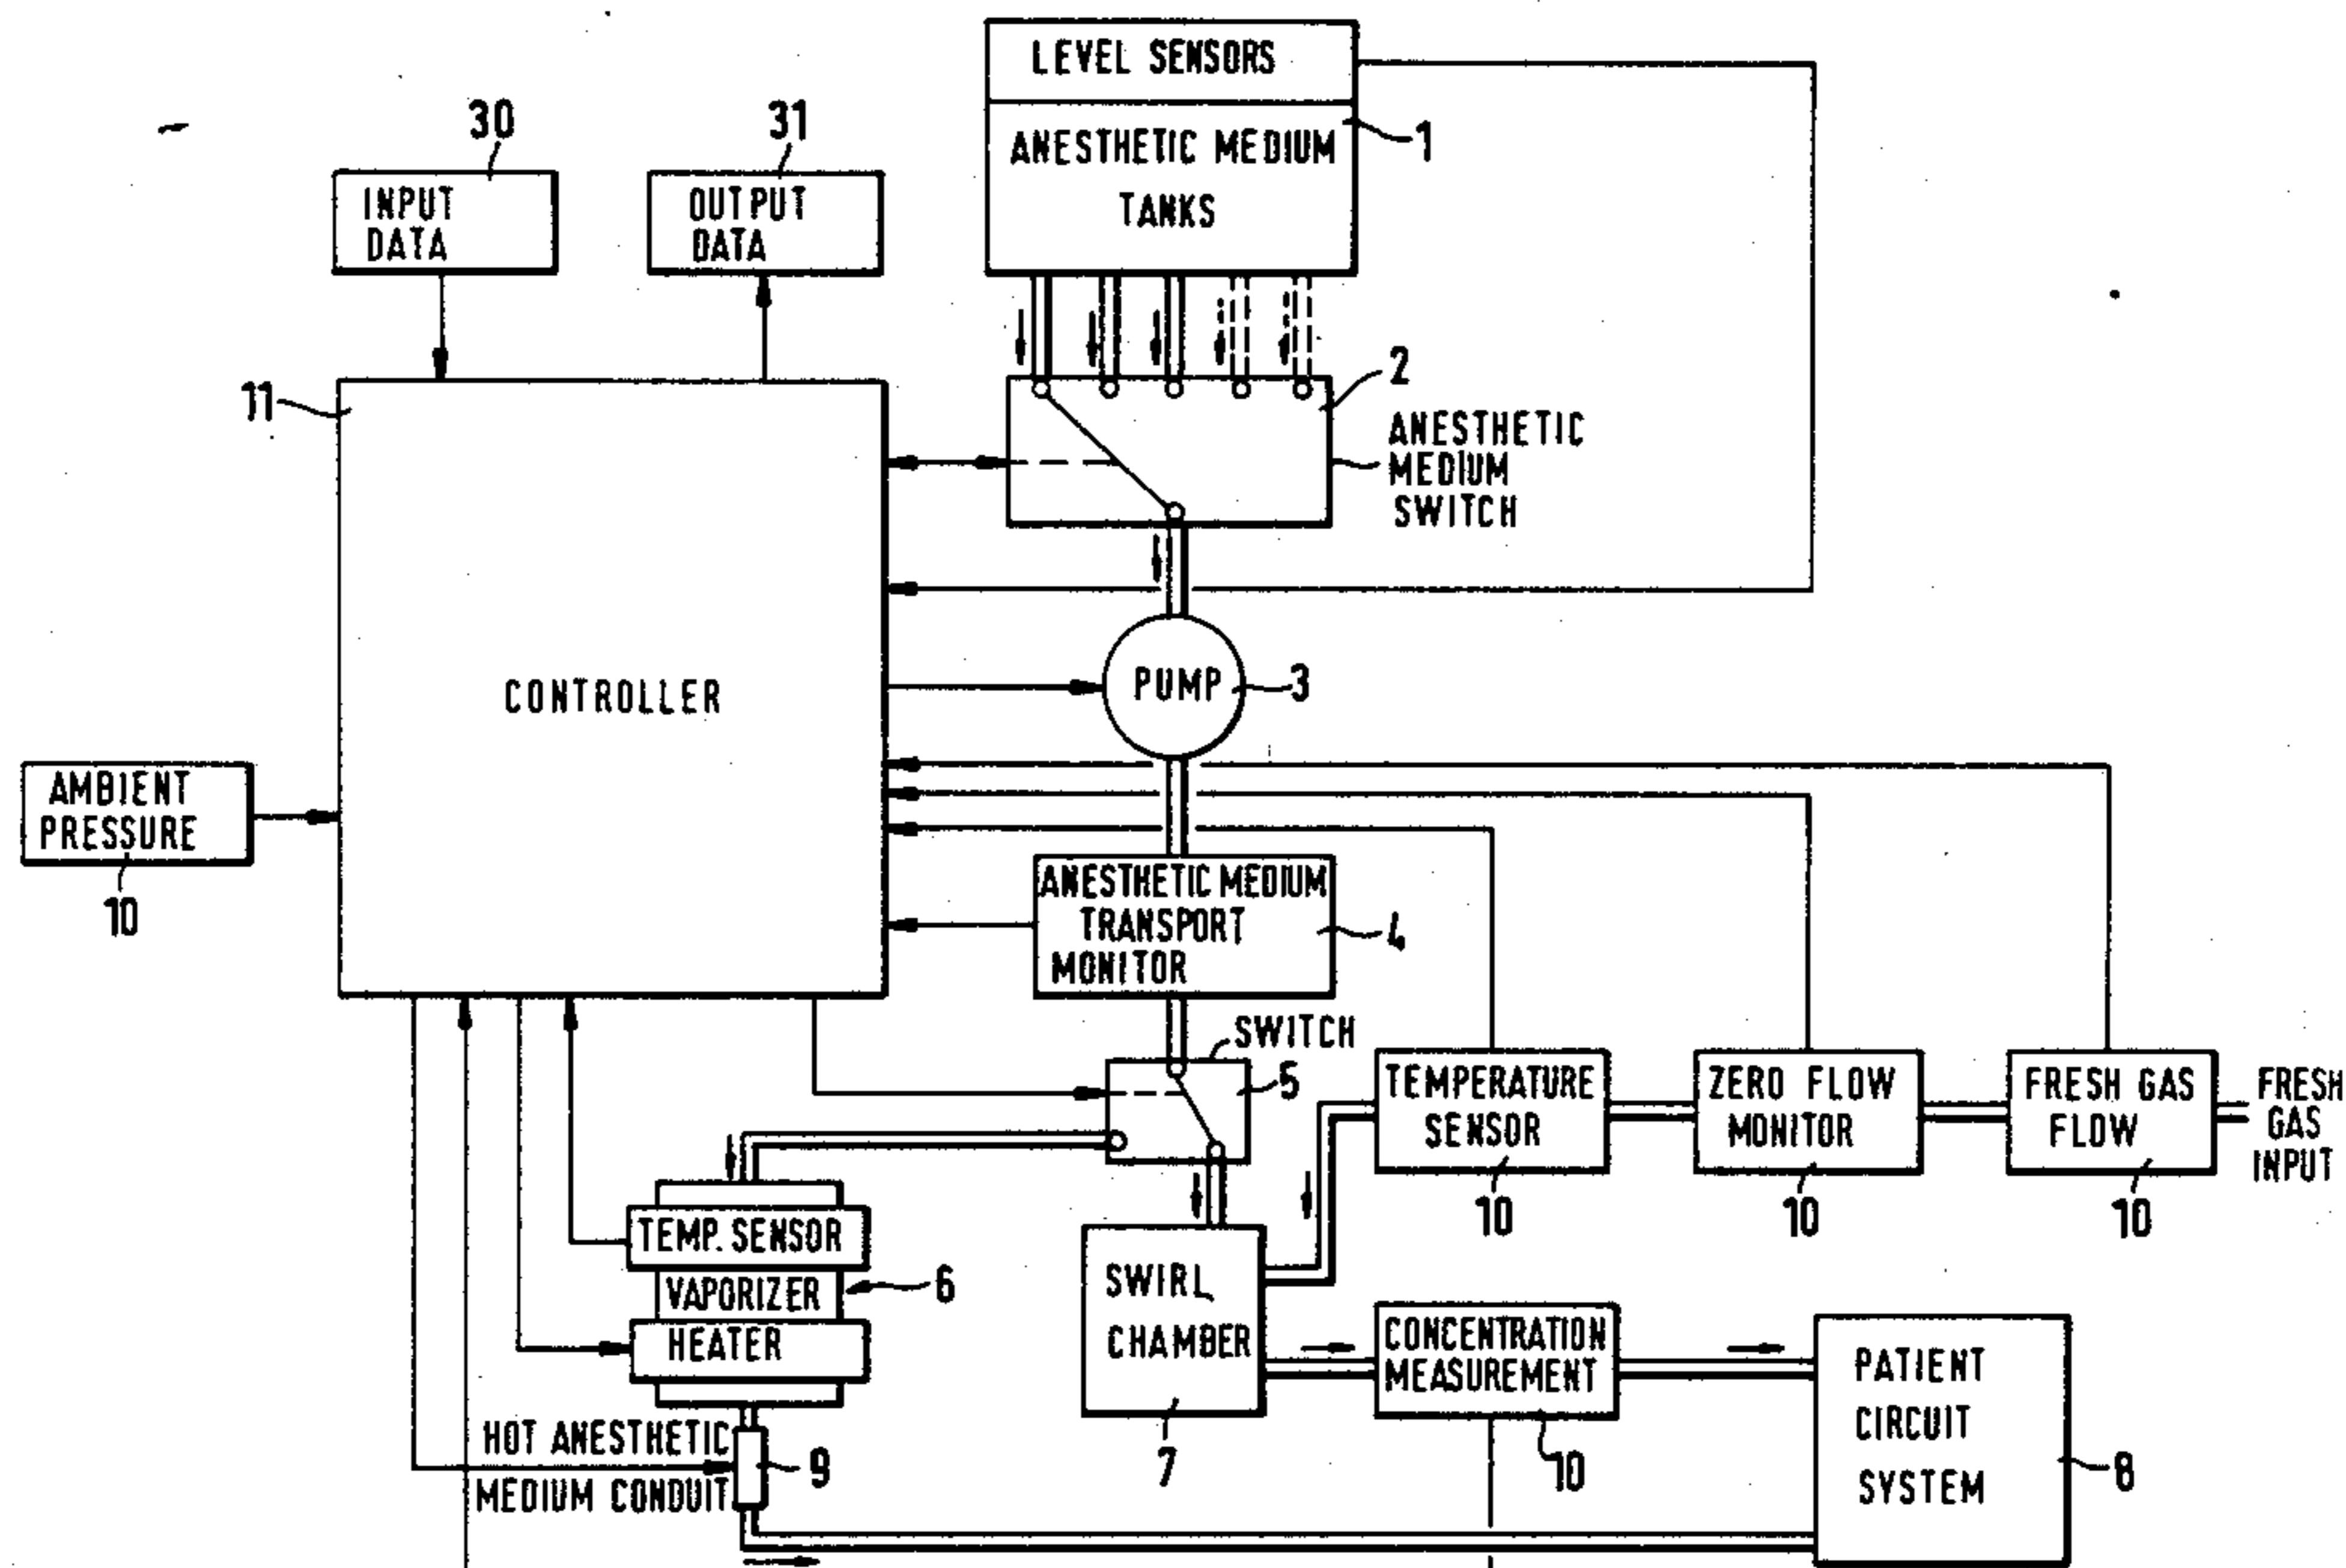 LEVEL SENSORS
ANESTHETIC MEDIUM
TANKS
1
30
31
INPUT
DATA
OUTPUT
DATA
2
ANESTHETIC
MEDIUM
SWITCH
11
CONTROLLER
PUMP
3
AMBIENT
PRESSURE
10
ANESTHETIC MEDIUM
TRANSPORT
MONITOR
4
SWITCH
5
TEMPERATURE
SENSOR
10
ZERO FLOW
MONITOR
10
FRESH GAS
FLOW
10
FRESH
GAS
INPUT
TEMP. SENSOR
VAPORIZER
HEATER
6
SWIRL
CHAMBER
7
CONCENTRATION
MEASUREMENT
10
PATIENT
CIRCUIT
SYSTEM
8
HOT ANESTHETIC
MEDIUM CONDUIT
9